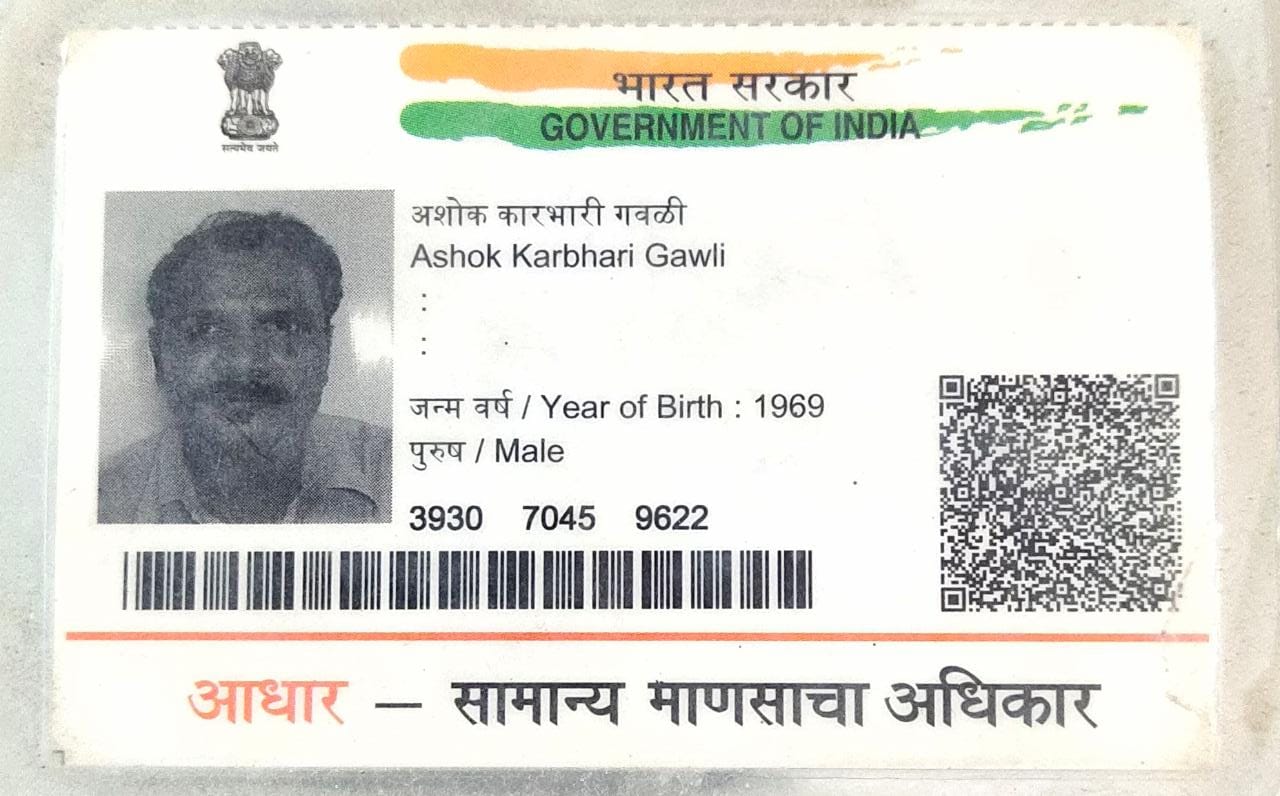 सत्यमेव जयते
भारत सरकार
GOVERNMENT OF INDIA
अशोक कारभारी गवळी
Ashok Karbhari Gawli
:
:
जन्म वर्ष / Year of Birth : 1969
पुरुष / Male
3930 7045 9622
आधार — सामान्य माणसाचा अधिकार